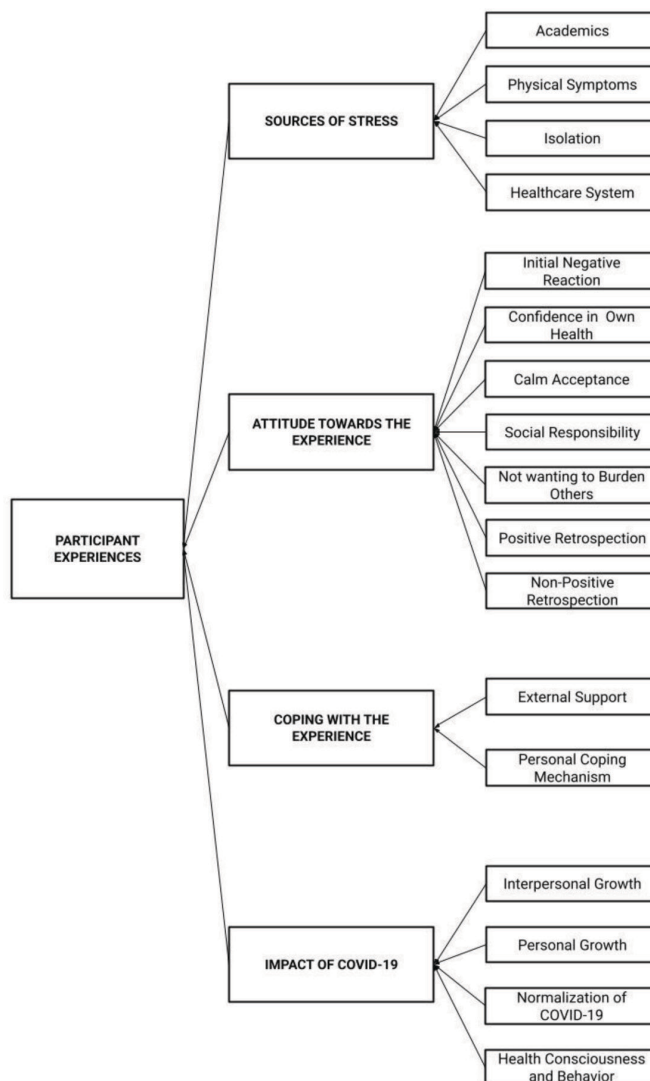 Academics
Physical Symptoms
SOURCES OF STRESS
Isolation
Healthcare System
Initial Negative
Reaction
Confidence in Own
Health
Calm Acceptance
ATTITUDE TOWARDS THE
EXPERIENCE
Social Responsibility
Not wanting to Burden
Others
PARTICIPANT
EXPERIENCES
Positive Retrospection
Non-Positive
Retrospection
External Support
COPING WITH THE
EXPERIENCE
Personal Coping
Mechanism
Interpersonal Growth
Personal Growth
IMPACT OF COVID-19
Normalization of
COVID-19
Health Consciousness
and Behavior